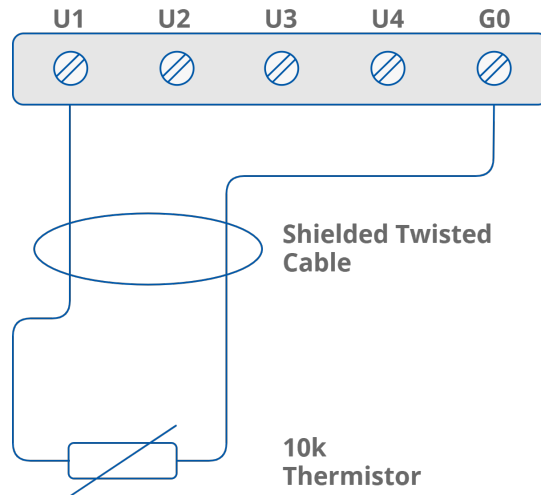 U1 U2 U3 U4 G0
Shielded Twisted
Cable
10k
Thermistor